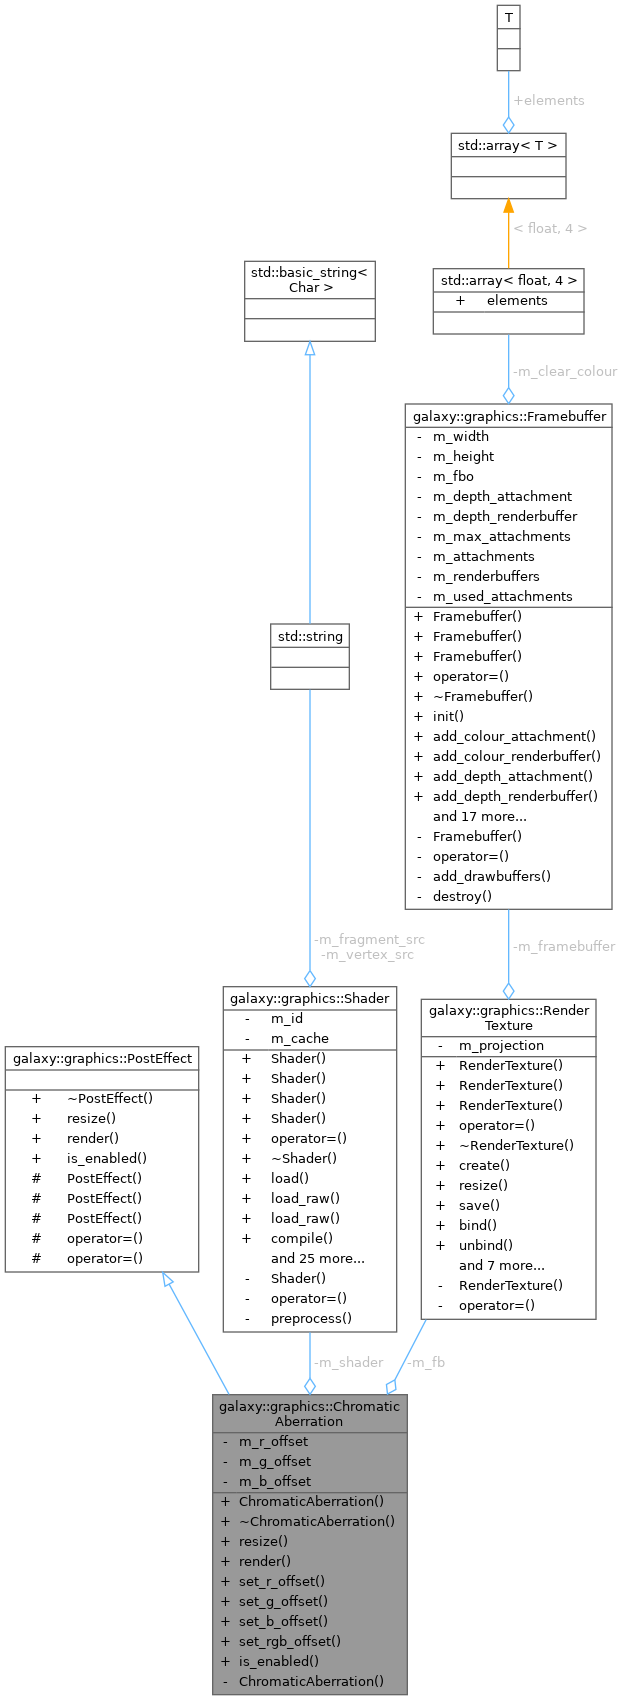 T
+elements
std::array< T >
< float, 4 >
std::basic_string<
Char >
std::array< float, 4 >
+ elements
-m_clear_colour
galaxy::graphics::Framebuffer
- m_width
- m_height
- m_fbo
- m_depth_attachment
- m_depth_renderbuffer
- m_max_attachments
- m_attachments
- m_renderbuffers
- m_used_attachments
+ Framebuffer()
+ Framebuffer()
+ Framebuffer()
+ operator=()
+ ~Framebuffer()
+ init()
+ add_colour_attachment()
+ add_colour_renderbuffer()
+ add_depth_attachment()
+ add_depth_renderbuffer()
and 17 more...
- Framebuffer()
- operator=()
- add_drawbuffers()
- destroy()
std::string
-m_fragment_src
-m_vertex_src
-m_framebuffer
galaxy::graphics::Shader
- m_id
- m_cache
+ Shader()
+ Shader()
+ Shader()
+ Shader()
+ operator=()
+ ~Shader()
+ load()
+ load_raw()
+ load_raw()
+ compile()
and 25 more...
- Shader()
- operator=()
- preprocess()
galaxy::graphics::Render
Texture
- m_projection
+ RenderTexture()
+ RenderTexture()
+ RenderTexture()
+ operator=()
+ ~RenderTexture()
+ create()
+ resize()
+ save()
+ bind()
+ unbind()
and 7 more...
- RenderTexture()
- operator=()
galaxy::graphics::PostEffect
+ ~PostEffect()
+ resize()
+ render()
+ is_enabled()
# PostEffect()
# PostEffect()
# PostEffect()
# operator=()
# operator=()
-m_shader
-m_fb
galaxy::graphics::Chromatic
Aberration
- m_r_offset
- m_g_offset
- m_b_offset
+ ChromaticAberration()
+ ~ChromaticAberration()
+ resize()
+ render()
+ set_r_offset()
+ set_g_offset()
+ set_b_offset()
+ set_rgb_offset()
+ is_enabled()
- ChromaticAberration()